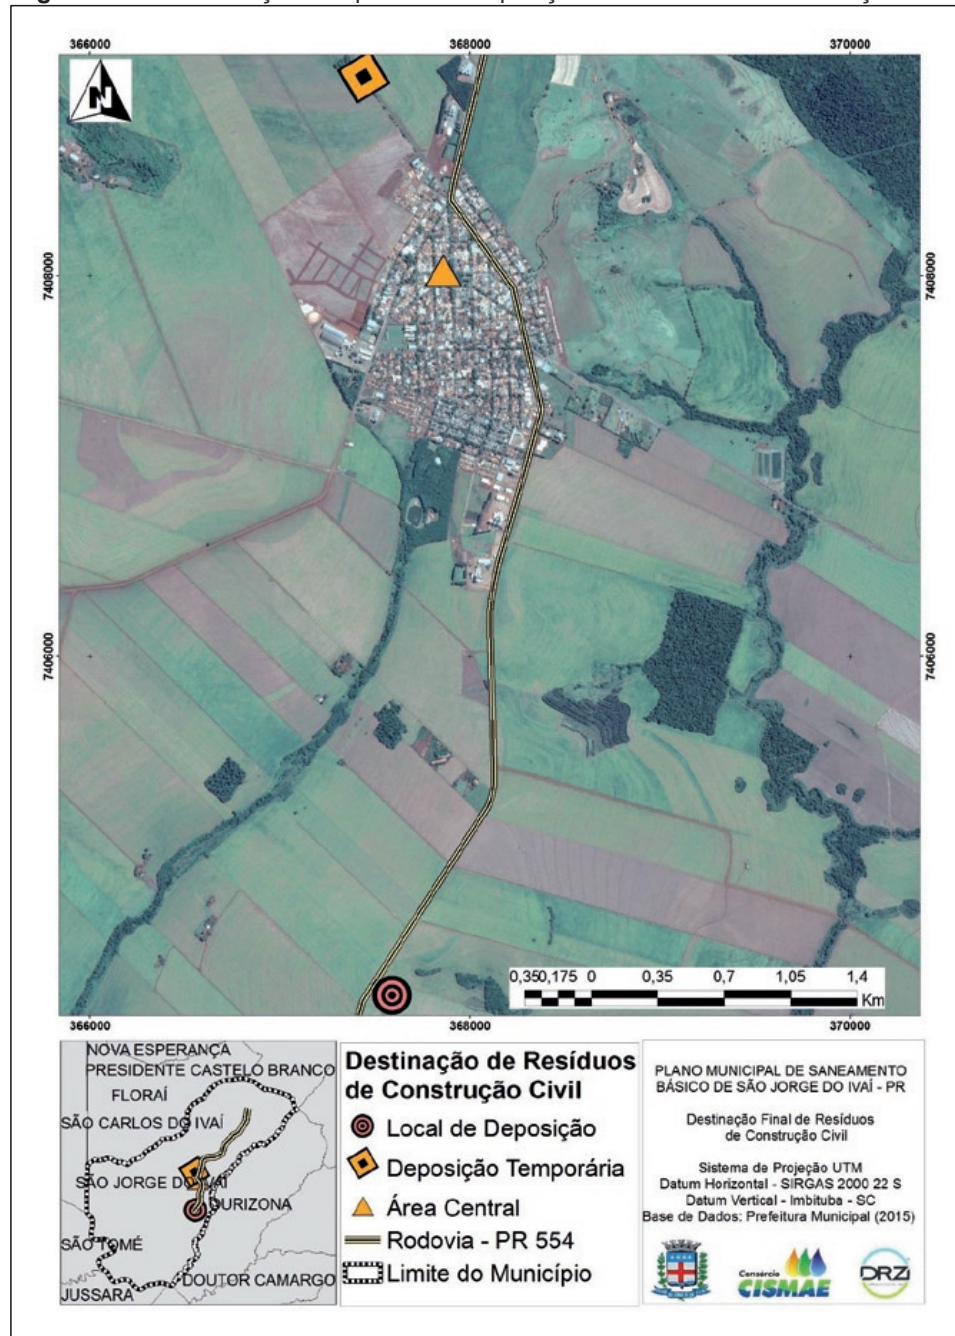 366000 368000 370000
N
7408000 7408000
7406000 7406000
0,350,175 0 0,35 0,7 1,05 1,4
Km
366000 368000 370000
NOVA ESPERANÇA
PRESIDENTE CASTELO BRANCO
FLORAÍ
SÃO CARLOS DO IVAÍ
SÃO JORGE DO IVAÍ
OURIZONA
SÃO TOMÉ
DOUTOR CAMARGO
JUSSARA
Destinação de Resíduos
de Construção Civil
Local de Deposição
Deposição Temporária
Área Central
Rodovia - PR 554
Limite do Município
PLANO MUNICIPAL DE SANEAMENTO
BÁSICO DE SÃO JORGE DO IVAÍ - PR
Destinação Final de Resíduos
de Construção Civil
Sistema de Projeção UTM
Datum Horizontal - SIRGAS 2000 22 S
Datum Vertical - Imbituba - SC
Base de Dados: Prefeitura Municipal (2015)
Consórcio
CISMAE
DRZ